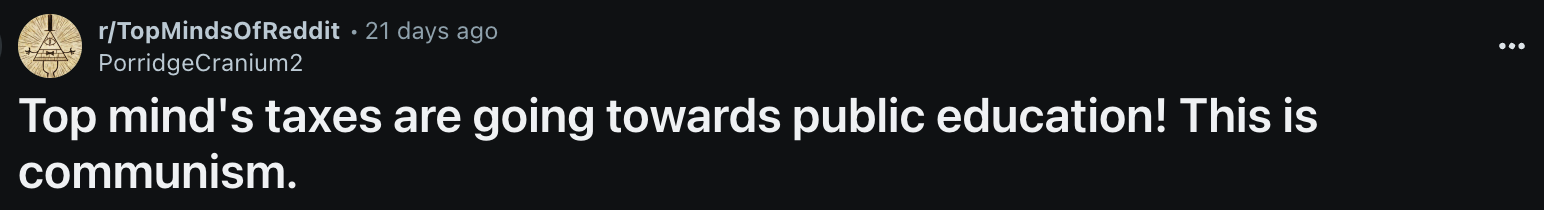 r/TopMindsOfReddit • 21 days ago
PorridgeCranium2
Top mind's taxes are going towards public education! This is
communism.